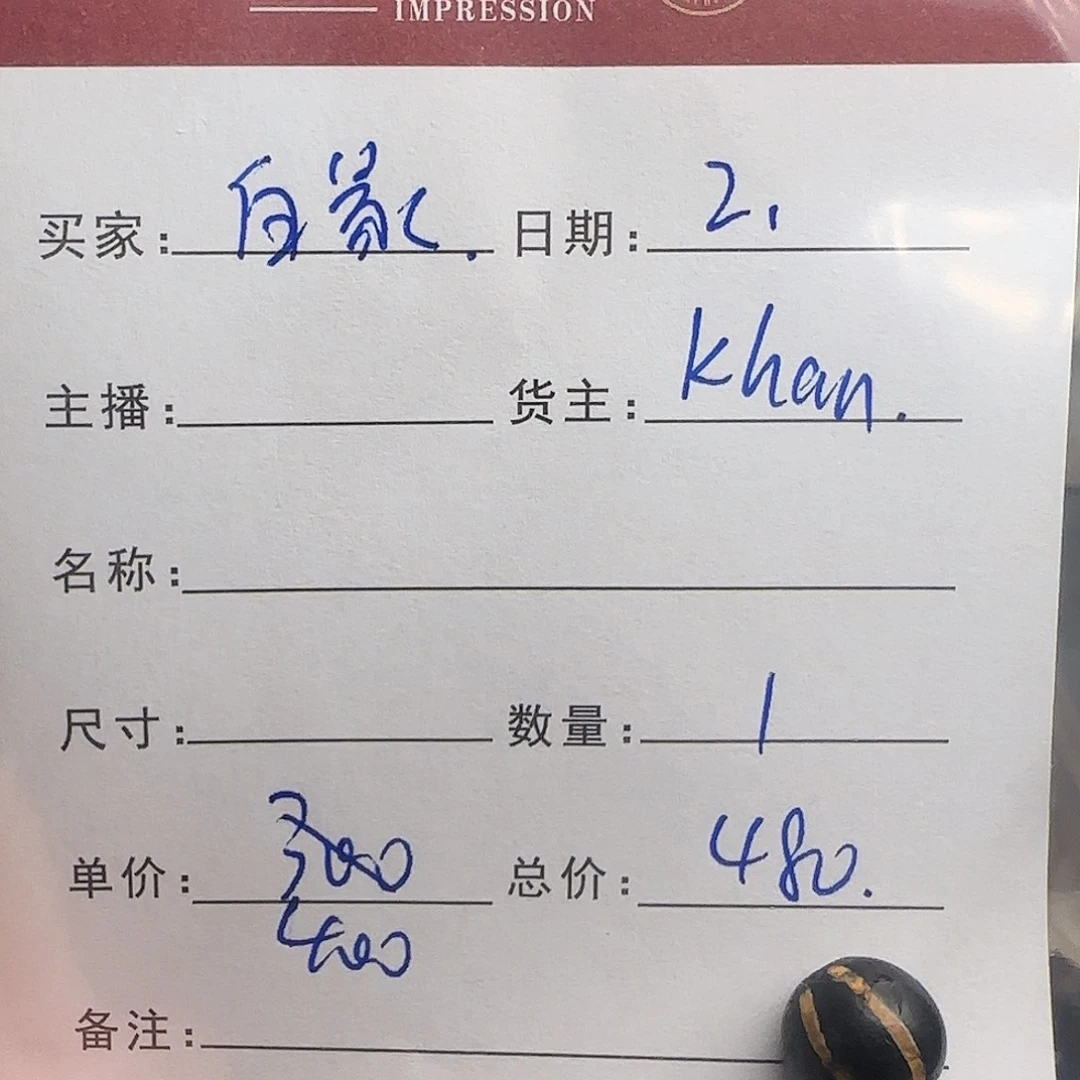 IMPRESSION
买家: 日期: 2.
主播: 货主: Khan.
名称:
尺寸: 数量: 1
单价: 300 总价: 480.
400
备注: